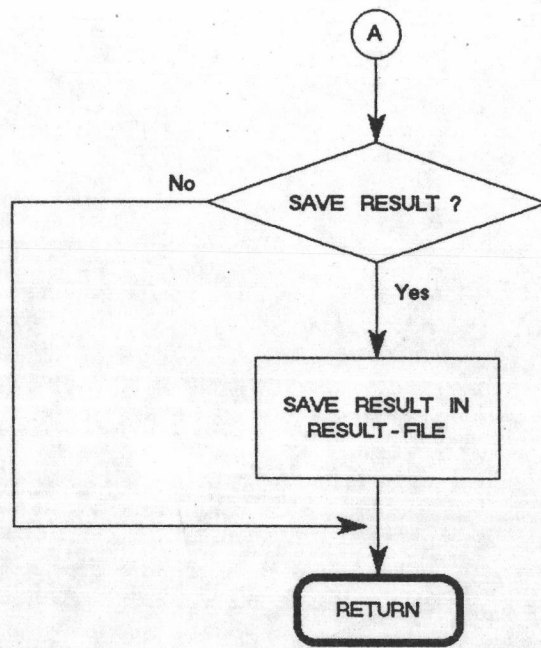 A
SAVE RESULT ?
No
Yes
SAVE RESULT IN
RESULT-FILE
RETURN